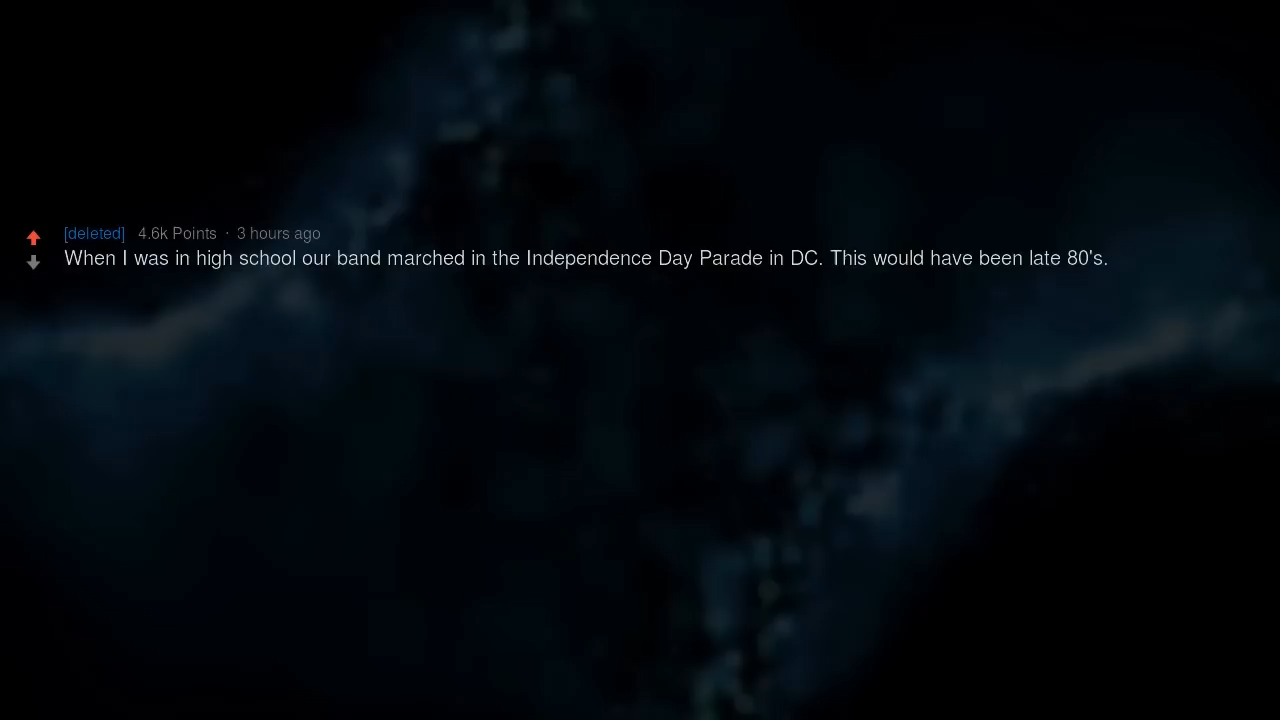 [deleted] 4.6k Points · 3 hours ago
When I was in high school our band marched in the Independence Day Parade in DC. This would have been late 80's.